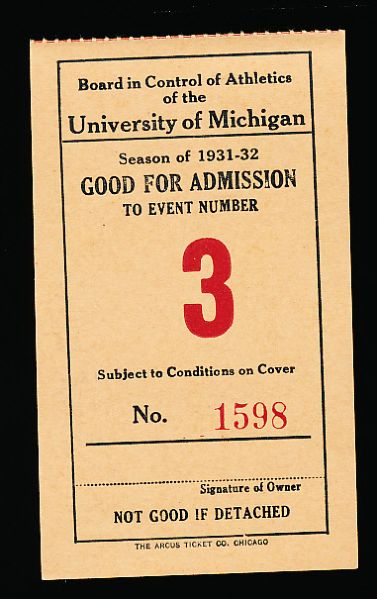 Board in Control of Athletics
of the
University of Michigan
Season of 1931-32
GOOD FOR ADMISSION
TO EVENT NUMBER
3
Subject to Conditions on Cover
No. 1598
Signature of Owner
NOT GOOD IF DETACHED
THE ARCUS TICKET CO. CHICAGO